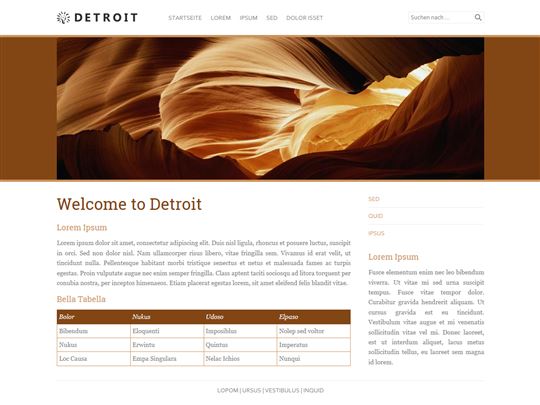 DETROIT
STARTSEITE LOREM IPSUM SED DOLOR ISSET
Suchen nach ...
Welcome to Detroit
Lorem Ipsum
Lorem ipsum dolor sit amet, consectetur adipiscing elit. Duis nisl ligula, rhoncus et posuere luctus, suscipit
in orci. Sed non dolor nisl. Nam ullamcorper risus libero, vitae fringilla sem. Vivamus id erat velit, ut
tincidunt nulla. Pellentesque habitant morbi tristique senectus et netus et malesuada fames ac turpis
egestas. Proin vulputate augue nec enim semper fringilla. Class aptent taciti sociosqu ad litora torquent per
conubia nostra, per inceptos himenaeos. Etiam placerat egestas lorem, sit amet eleifend felis blandit vitae.
Bella Tabella
Dolor Nukus Udoso Elpaso
Bibendum Eloquenti Imposiblus Nolep sed voltur
Nukus Erwintu Quintus Imperatus
Loc Causa Empa Singulara Nelac Ichios Nunqui
SED
QUID
IPSUS
Lorem Ipsum
Fusce elementum enim nec leo bibendum
viverra. Ut vitae mi sed urna suscipit
tempus. Fusce vitae tempor dolor.
Curabitur gravida hendrerit aliquam. Ut
cursus gravida est eu tincidunt.
Vestibulum vitae augue et mi venenatis
sollicitudin vitae vel mi. Donec laoreet,
est ut interdum aliquet, lacus metus
sollicitudin tellus, eu laoreet sem magna
id lorem.
LOPOM | URSUS | VESTIBULUS | INQUID